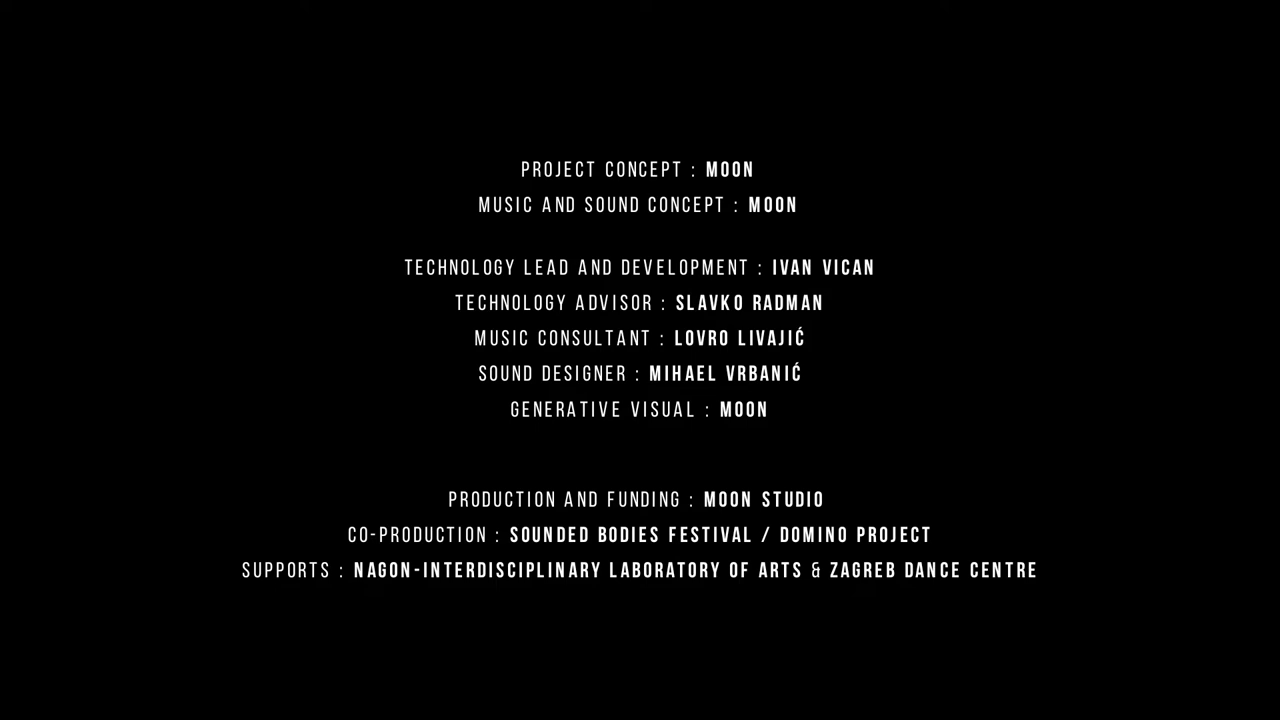 PROJECT CONCEPT : MOON
MUSIC AND SOUND CONCEPT : MOON
TECHNOLOGY LEAD AND DEVELOPMENT : IVAN VICAN
TECHNOLOGY ADVISOR : SLAVKO RADMAN
MUSIC CONSULTANT : LOVRO LIVAJIĆ
SOUND DESIGNER : MIHAEL VRBANIĆ
GENERATIVE VISUAL : MOON
PRODUCTION AND FUNDING : MOON STUDIO
CO-PRODUCTION : SOUNDED BODIES FESTIVAL / DOMINO PROJECT
SUPPORTS : NAGON-INTERDISCIPLINARY LABORATORY OF ARTS & ZAGREB DANCE CENTRE